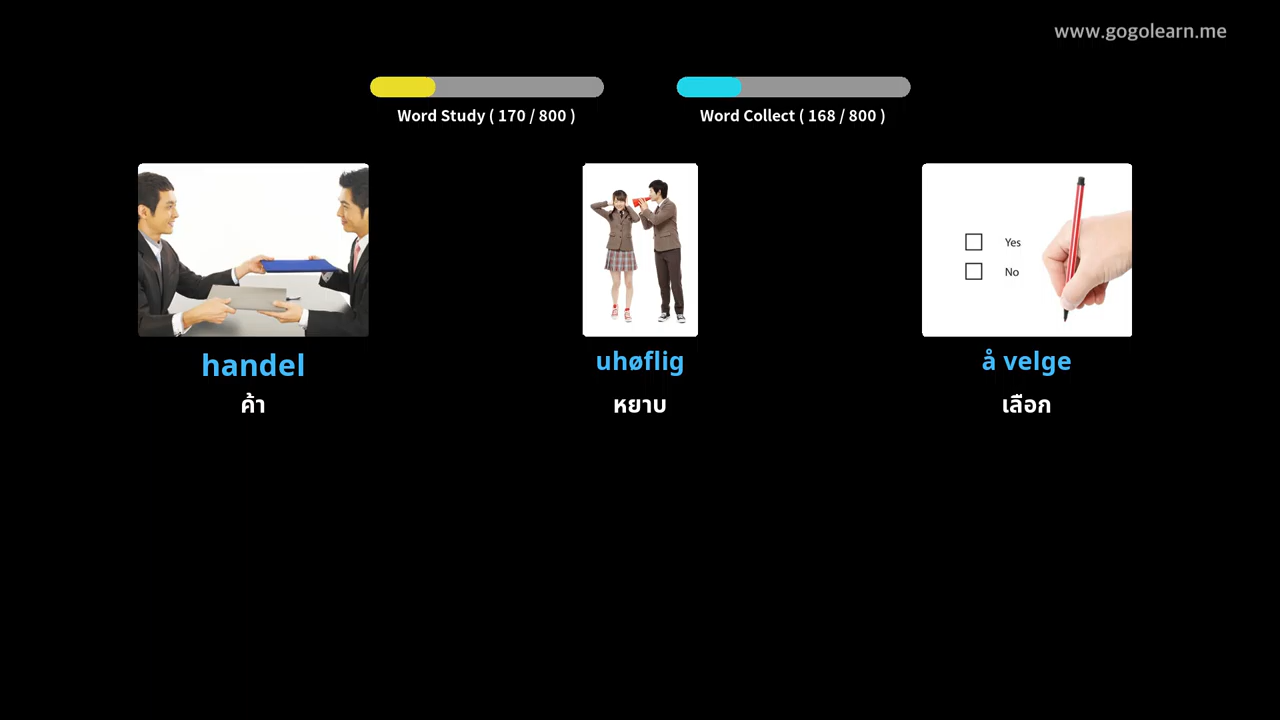 www.gogolearn.me
Word Study ( 170 / 800 )
Word Collect ( 168 / 800 )
Yes
No
handel
uhøflig
å velge
ค้า
หยาบ
เลือก